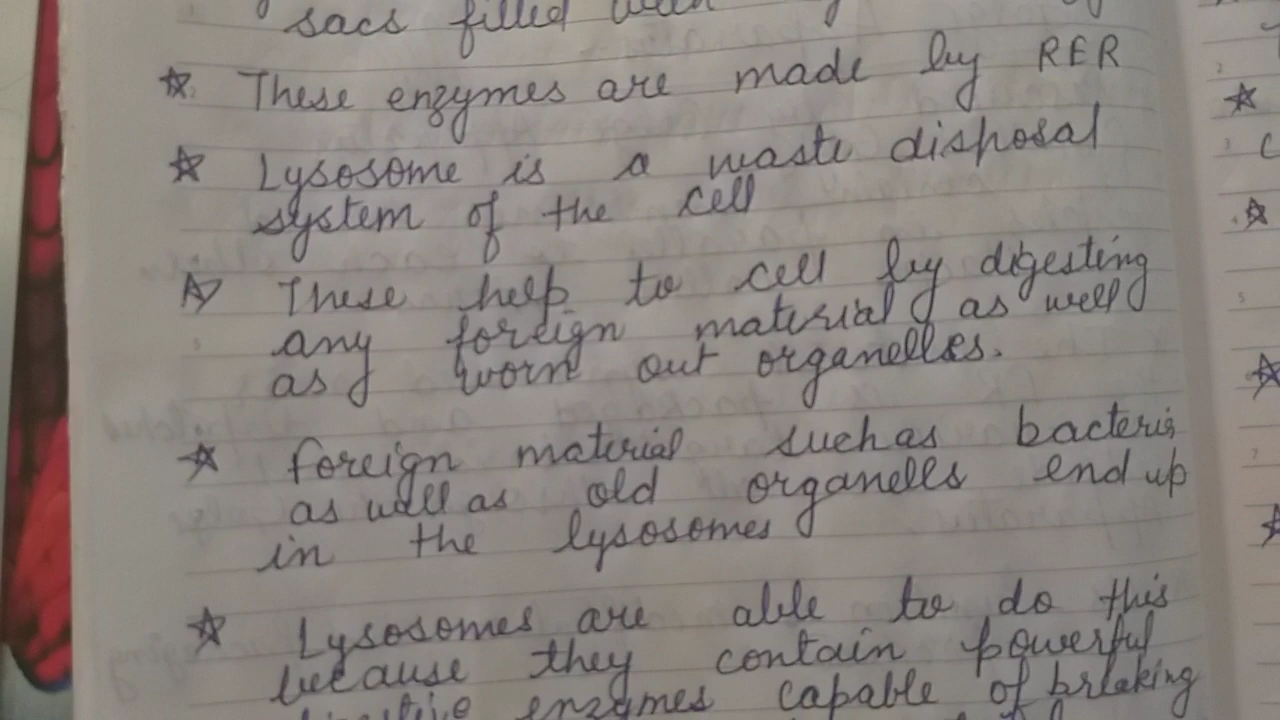 sacs filled
These enzymes are made by RER
Lysosome is a waste disposal
system of the cell
These help to cell by digesting
any foreign material as well
as worn out organelles.
foreign material such as bacteria
as well as old organells end up
in the lysosomes
Lysosomes are able to do this
because they contain powerful
enzymes capable of breaking